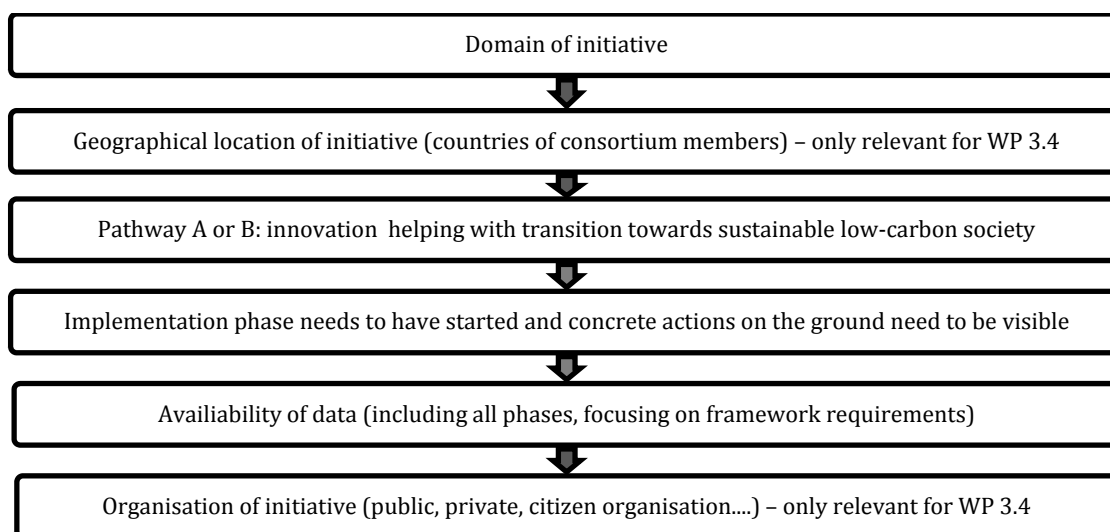 Domain of initiative
Geographical location of initiative (countries of consortium members) – only relevant for WP 3.4
Pathway A or B: innovation  helping with transition towards sustainable low-carbon society
Implementation phase needs to have started and concrete actions on the ground need to be visible
Availiability of data (including all phases, focusing on framework requirements)
Organisation of initiative (public, private, citizen organisation....) – only relevant for WP 3.4